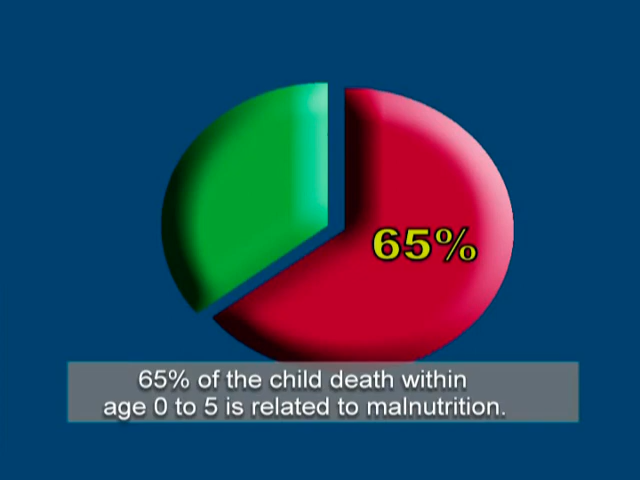 65%
65% of the child death within
age 0 to 5 is related to malnutrition.